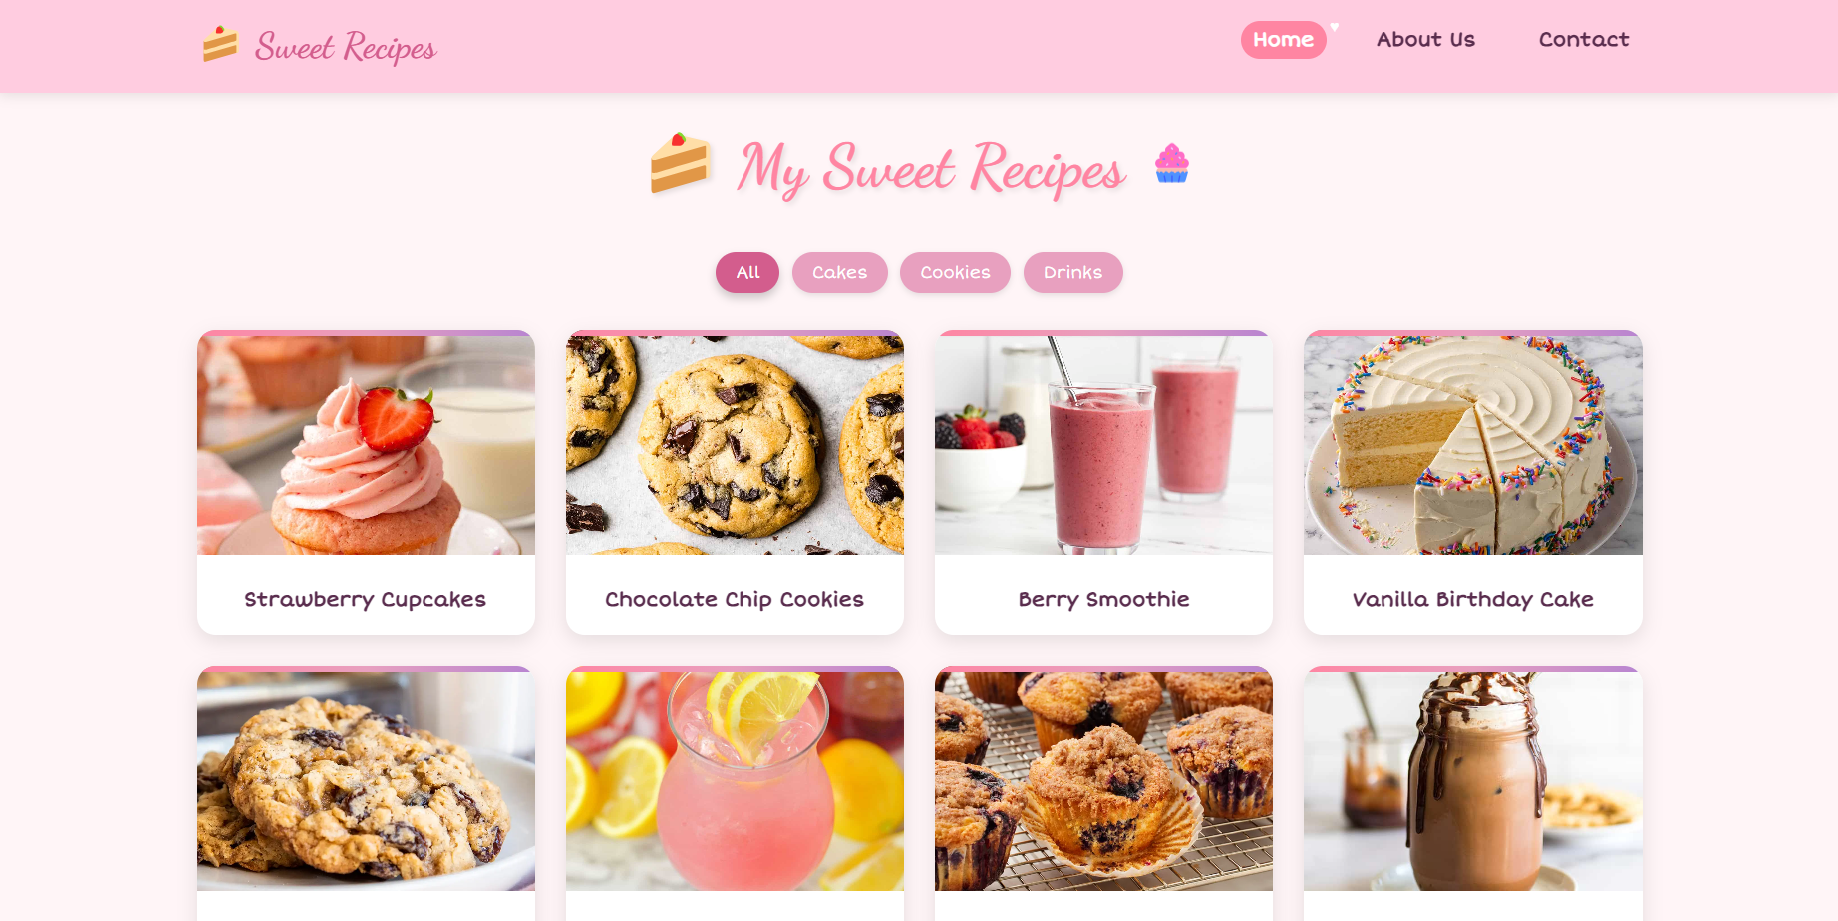 Sweet Recipes
Home
About Us
Contact
My Sweet Recipes
All
Cakes
Cookies
Drinks
Strawberry Cupcakes
Chocolate Chip Cookies
Berry Smoothie
Vanilla Birthday Cake